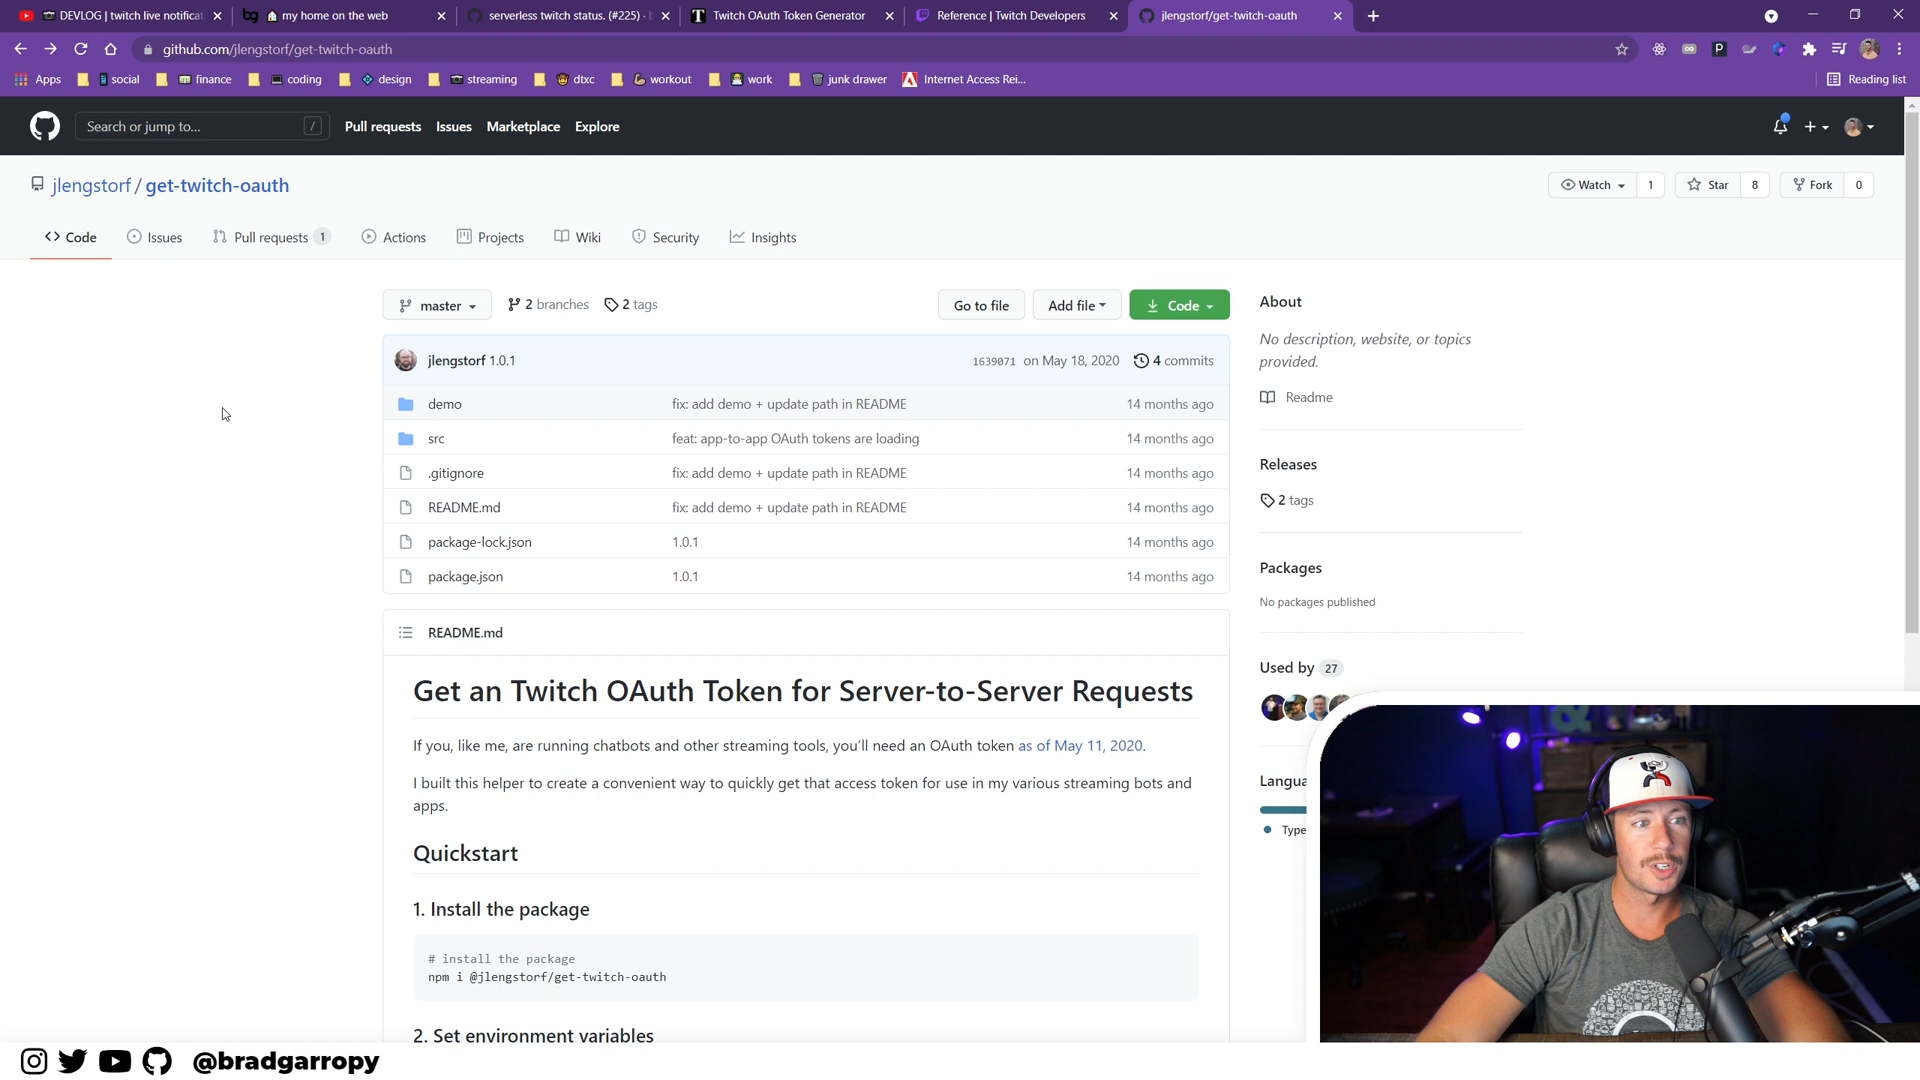 DEVLOG | twitch live notificat
bg my home on the web
serverless twitch status. (#225) ·
Twitch OAuth Token Generator
Reference | Twitch Developers
jlengstorf/get-twitch-oauth
github.com/jlengstorf/get-twitch-oauth
Apps social finance coding design streaming dtxc workout work junk drawer Internet Access Rei... Reading list
Search or jump to... / Pull requests Issues Marketplace Explore
jlengstorf / get-twitch-oauth
Watch 1 Star 8 Fork 0
Code Issues Pull requests 1 Actions Projects Wiki Security Insights
master 2 branches 2 tags Go to file Add file Code
jlengstorf 1.0.1 1639071 on May 18, 2020 4 commits
demo fix: add demo + update path in README 14 months ago
src feat: app-to-app OAuth tokens are loading 14 months ago
.gitignore fix: add demo + update path in README 14 months ago
README.md fix: add demo + update path in README 14 months ago
package-lock.json 1.0.1 14 months ago
package.json 1.0.1 14 months ago
About
No description, website, or topics
provided.
Readme
Releases
2 tags
Packages
No packages published
Used by 27
Langua
Type
README.md
Get an Twitch OAuth Token for Server-to-Server Requests
If you, like me, are running chatbots and other streaming tools, you'll need an OAuth token as of May 11, 2020.
I built this helper to create a convenient way to quickly get that access token for use in my various streaming bots and
apps.
Quickstart
1. Install the package
# install the package
npm i @jlengstorf/get-twitch-oauth
2. Set environment variables
@bradgarropy